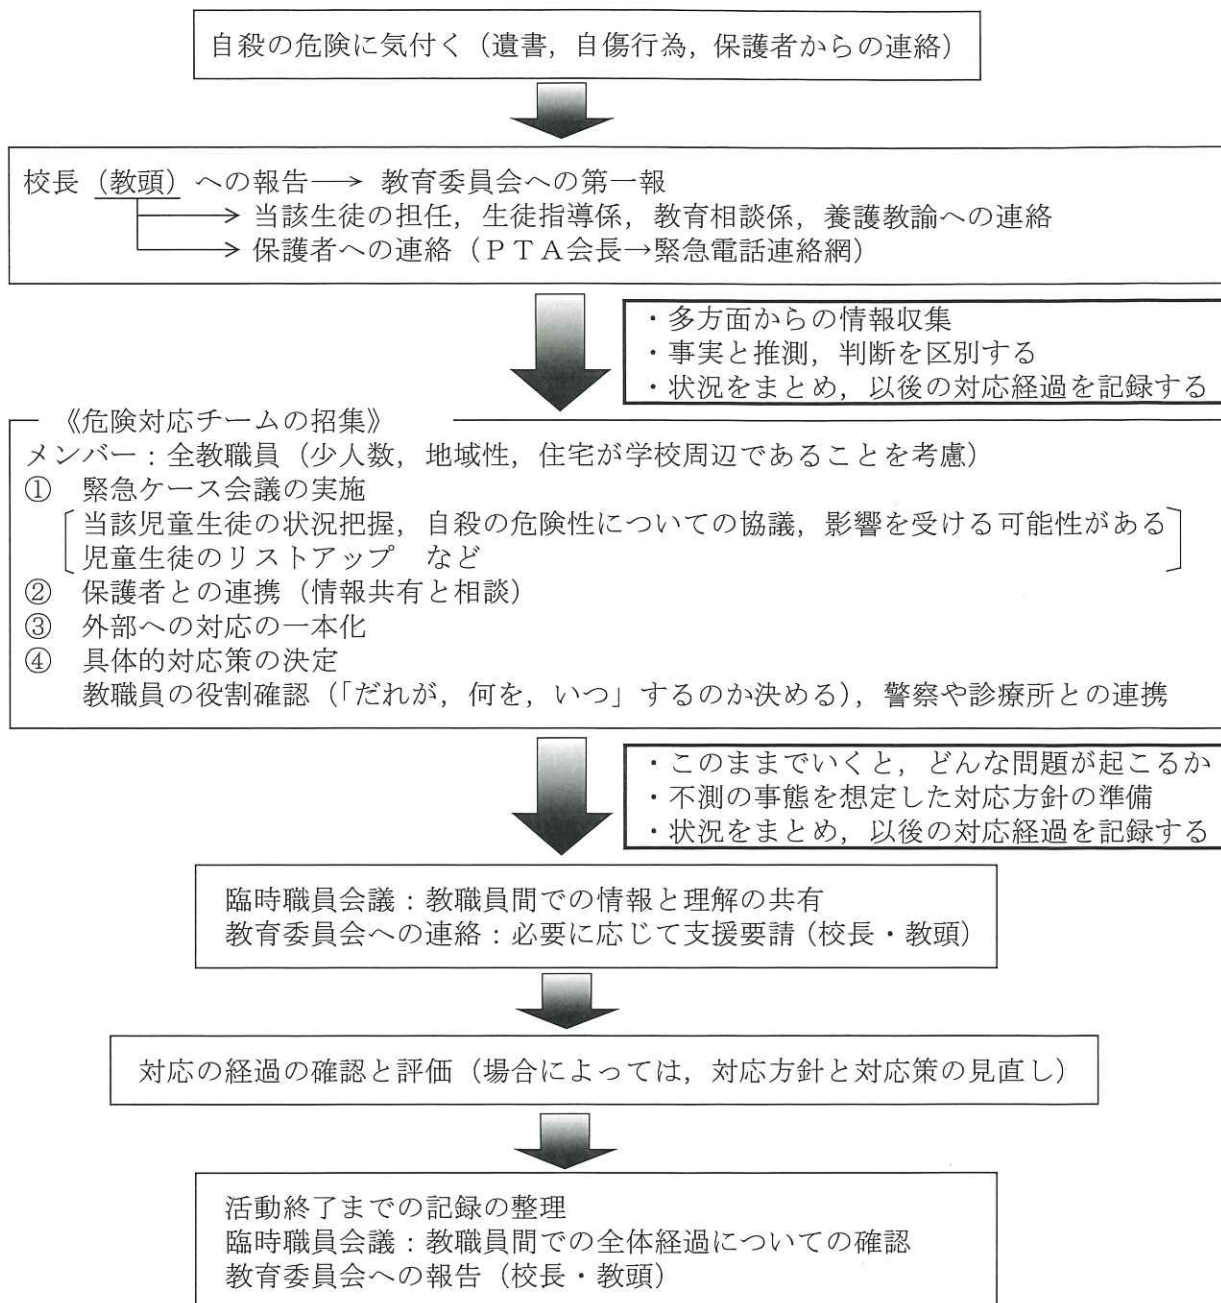 自殺の危険に気付く（遺書，自傷行為，保護者からの連絡）
校長（教頭）への報告→ 教育委員会への第一報
→ 当該生徒の担任，生徒指導係，教育相談係，養護教諭への連絡
→ 保護者への連絡（ＰＴＡ会長→緊急電話連絡網）
・多方面からの情報収集
・事実と推測，判断を区別する
・状況をまとめ，以後の対応経過を記録する
《危険対応チームの招集》
メンバー：全教職員（少人数，地域性，住宅が学校周辺であることを考慮）
①　緊急ケース会議の実施
当該児童生徒の状況把握，自殺の危険性についての協議，影響を受ける可能性がある
児童生徒のリストアップ　など
②　保護者との連携（情報共有と相談）
③　外部への対応の一本化
④　具体的対応策の決定
教職員の役割確認（「だれが，何を，いつ」するのか決める），警察や診療所との連携
・このままでいくと，どんな問題が起こるか
・不測の事態を想定した対応方針の準備
・状況をまとめ，以後の対応経過を記録する
臨時職員会議：教職員間での情報と理解の共有
教育委員会への連絡：必要に応じて支援要請（校長・教頭）
対応の経過の確認と評価（場合によっては，対応方針と対応策の見直し）
活動終了までの記録の整理
臨時職員会議：教職員間での全体経過についての確認
教育委員会への報告（校長・教頭）